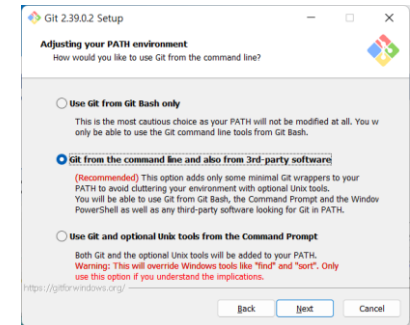 Git 2.39.0.2 Setup
Adjusting your PATH environment
How would you like to use Git from the command line?
Use Git from Git Bash only
This is the most cautious choice as your PATH will not be modified at all. You w
only be able to use the Git command line tools from Git Bash.
Git from the command line and also from 3rd-party software
(Recommended) This option adds only some minimal Git wrappers to your
PATH to avoid cluttering your environment with optional Unix tools.
You will be able to use Git from Git Bash, the Command Prompt and the Window
PowerShell as well as any third-party software looking for Git in PATH.
Use Git and optional Unix tools from the Command Prompt
Both Git and the optional Unix tools will be added to your PATH.
Warning: This will override Windows tools like "find" and "sort". Only
use this option if you understand the implications.
https://gitforwindows.org/
Back Next Cancel